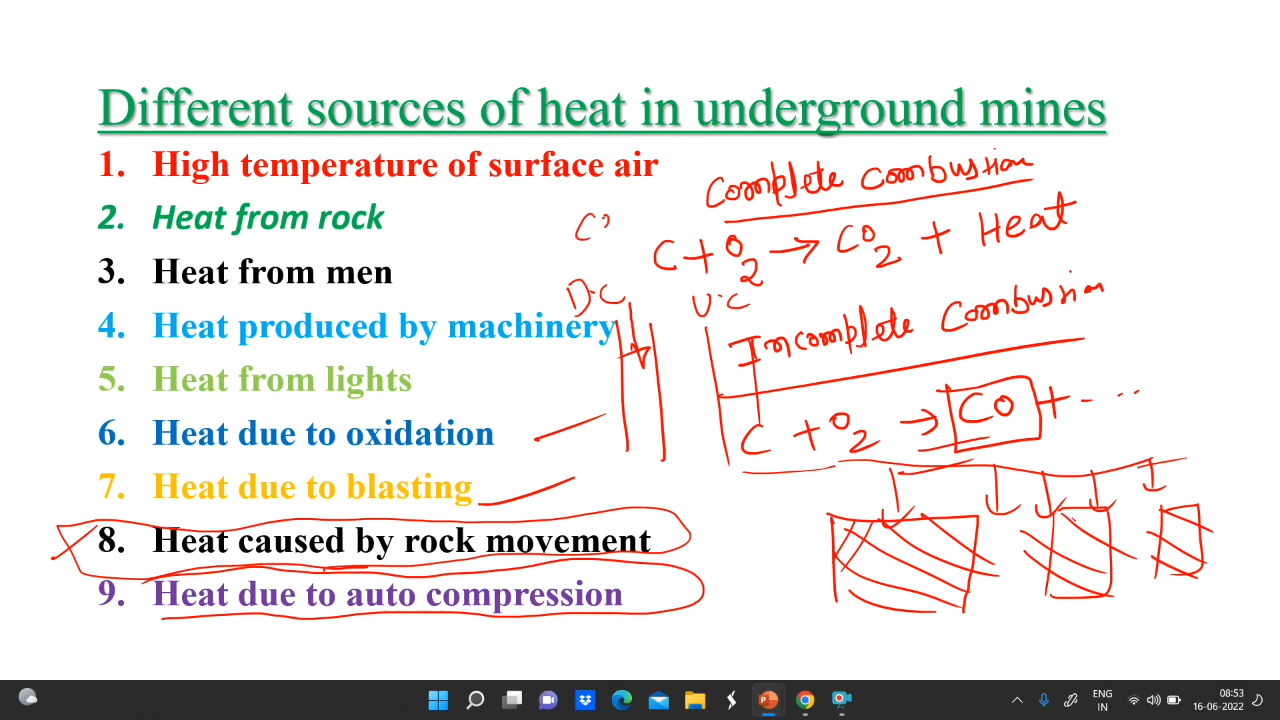 Different sources of heat in underground mines
1. High temperature of surface air
2. Heat from rock
3. Heat from men
4. Heat produced by machinery
5. Heat from lights
6. Heat due to oxidation
7. Heat due to blasting
8. Heat caused by rock movement
9. Heat due to auto compression
Complete combustion
C + O2 → CO2 + Heat
D.C
U.C
Incomplete Combustion
C + O2 → CO + - ...
ENG
IN
08:53
16-06-2022